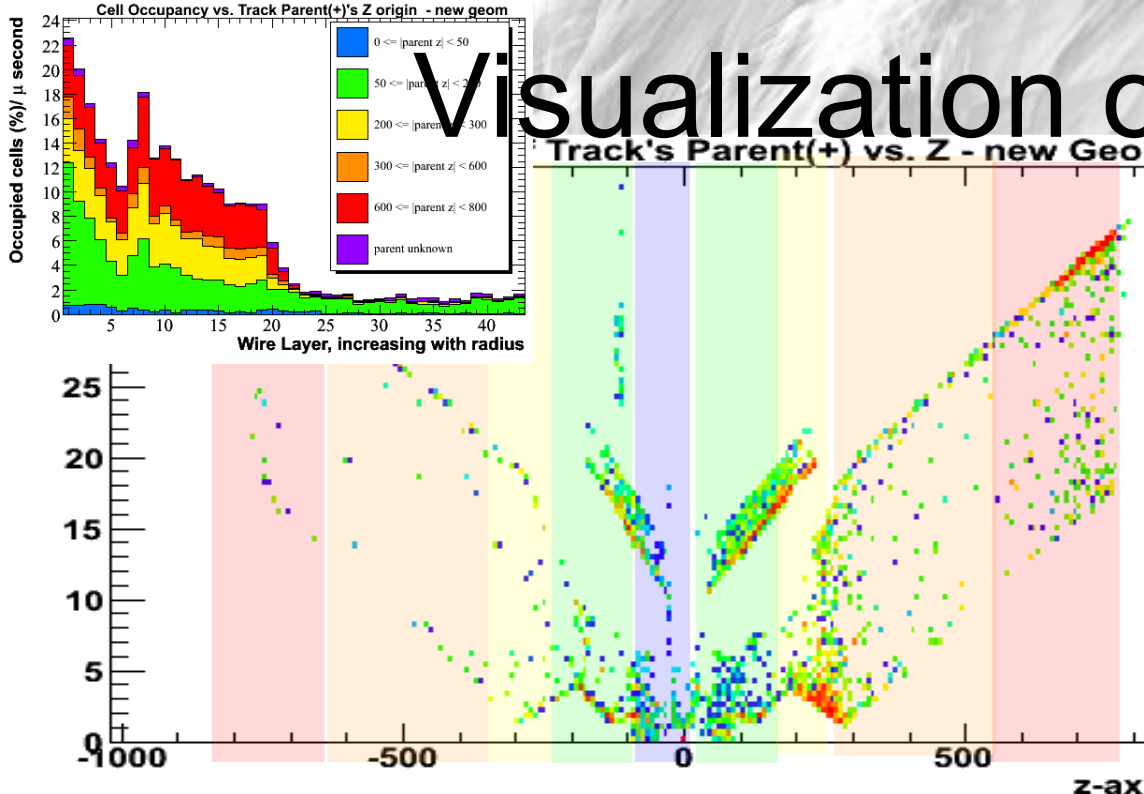 Cell Occupancy vs. Track Parent(+)'s Z origin - new geom
Visualization
Track's Parent(+) vs. Z - new Geo
Occupied cells (%)/ μ second
24
22
20
18
16
14
12
10
8
6
4
2
0
5 10 15 20 25 30 35 40
Wire Layer, increasing with radius
0 <= |parent z| < 50
50 <= |parent z| <
200 <= |parent z| < 300
300 <= |parent z| < 600
600 <= |parent z| < 800
parent unknown
25
20
15
10
5
0
-1000 -500 0 500
z-ax